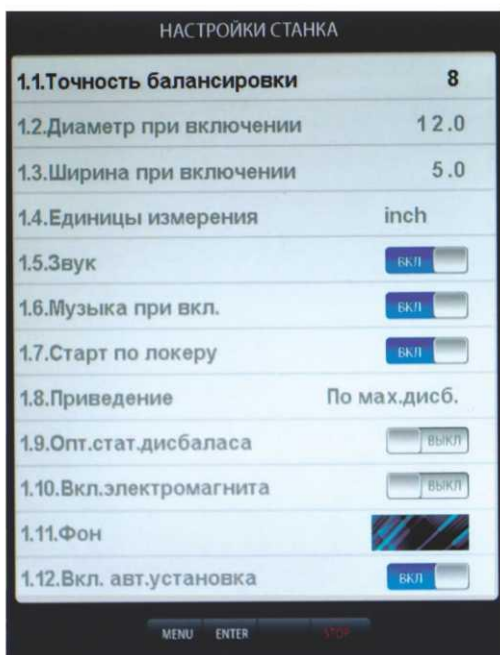 НАСТРОЙКИ СТАНКА
1.1.Точность балансировки 8
1.2.Диаметр при включении 12.0
1.3.Ширина при включении 5.0
1.4.Единицы измерения inch
1.5.Звук ВКЛ
1.6.Музыка при вкл. ВКЛ
1.7.Старт по локеру ВКЛ
1.8.Приведение По мах.дисб.
1.9.Опт.стат.дисбаласа ВЫКЛ
1.10.Вкл.электромагнита ВЫКЛ
1.11.Фон
1.12.Вкл. авт.установка ВКЛ
MENU ENTER STOP